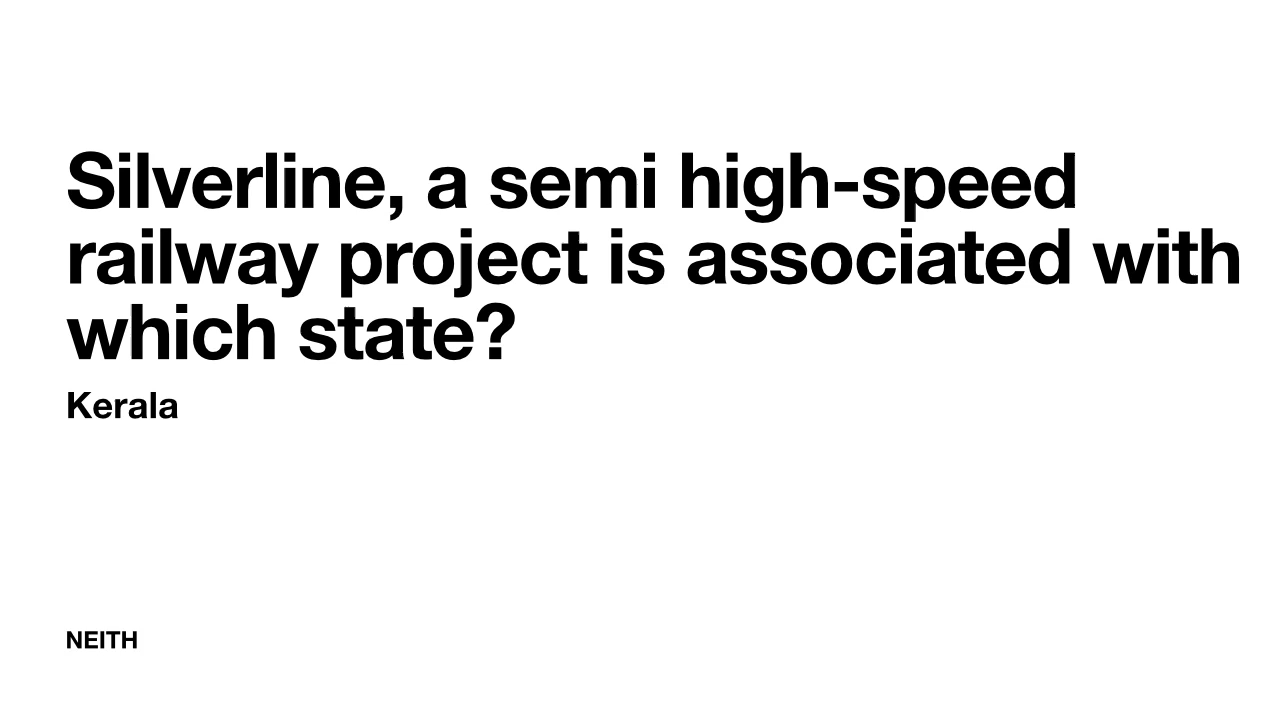 Silverline, a semi high-speed
railway project is associated with
which state?
Kerala
NEITH